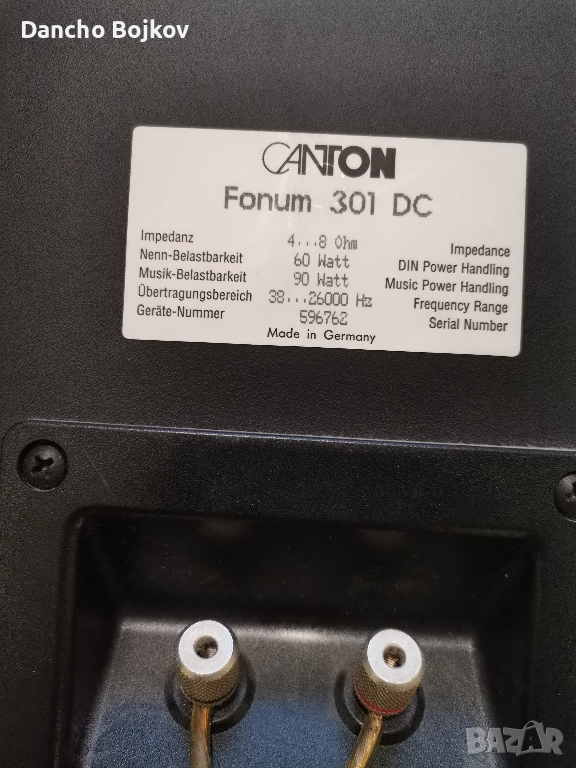 Dancho Bojkov
CANTON
Fonum 301 DC
Impedanz 4...8 Ohm Impedance
Nenn-Belastbarkeit 60 Watt DIN Power Handling
Musik-Belastbarkeit 90 Watt Music Power Handling
Übertragungsbereich 38...26000 Hz Frequency Range
Geräte-Nummer 596762 Serial Number
Made in Germany
BAZAR